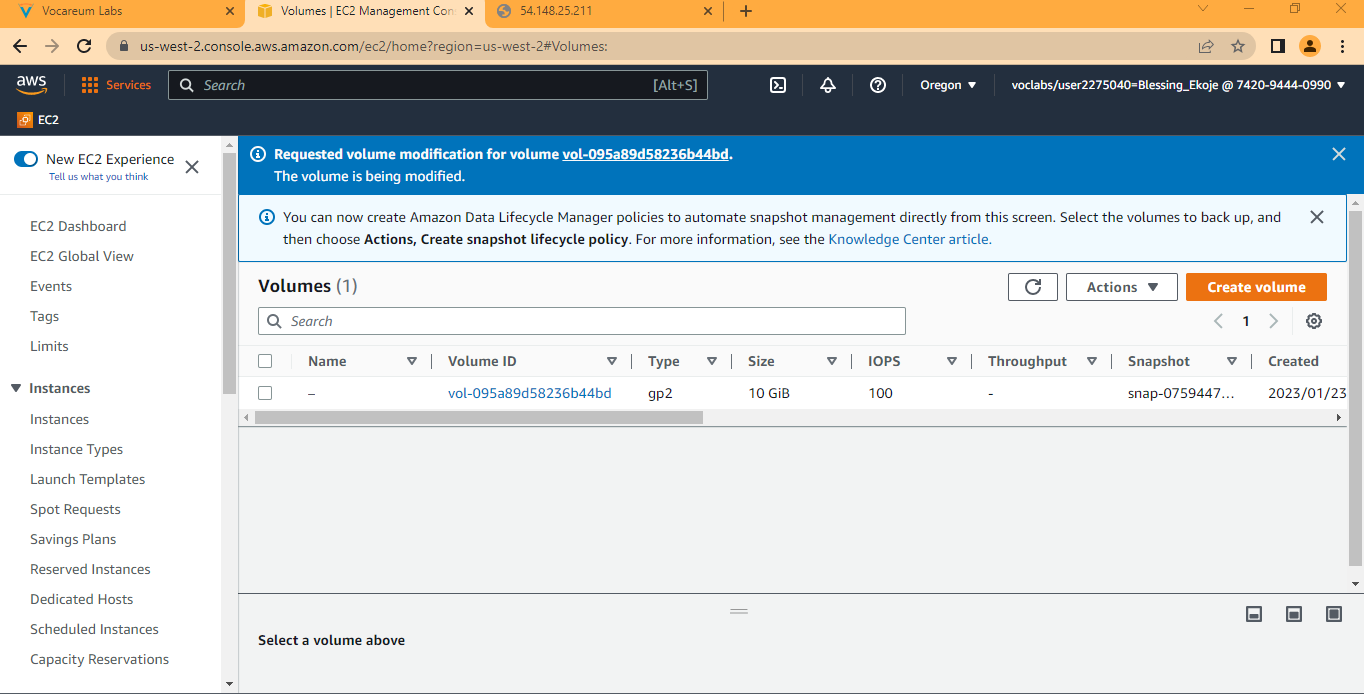 Vocareum Labs
Volumes | EC2 Management Con
54.148.25.211
us-west-2.console.aws.amazon.com/ec2/home?region=us-west-2#Volumes:
aws
Services
Search
[Alt+S]
Oregon
voclabs/user2275040=Blessing_Ekoje @ 7420-9444-0990
EC2
New EC2 Experience
Tell us what you think
EC2 Dashboard
EC2 Global View
Events
Tags
Limits
Instances
Instances
Instance Types
Launch Templates
Spot Requests
Savings Plans
Reserved Instances
Dedicated Hosts
Scheduled Instances
Capacity Reservations
Requested volume modification for volume vol-095a89d58236b44bd.
The volume is being modified.
You can now create Amazon Data Lifecycle Manager policies to automate snapshot management directly from this screen. Select the volumes to back up, and
then choose Actions, Create snapshot lifecycle policy. For more information, see the Knowledge Center article.
Volumes (1)
Actions
Create volume
Search
1
Name Volume ID Type Size IOPS Throughput Snapshot Created
– vol-095a89d58236b44bd gp2 10 GiB 100 - snap-0759447... 2023/01/23
Select a volume above